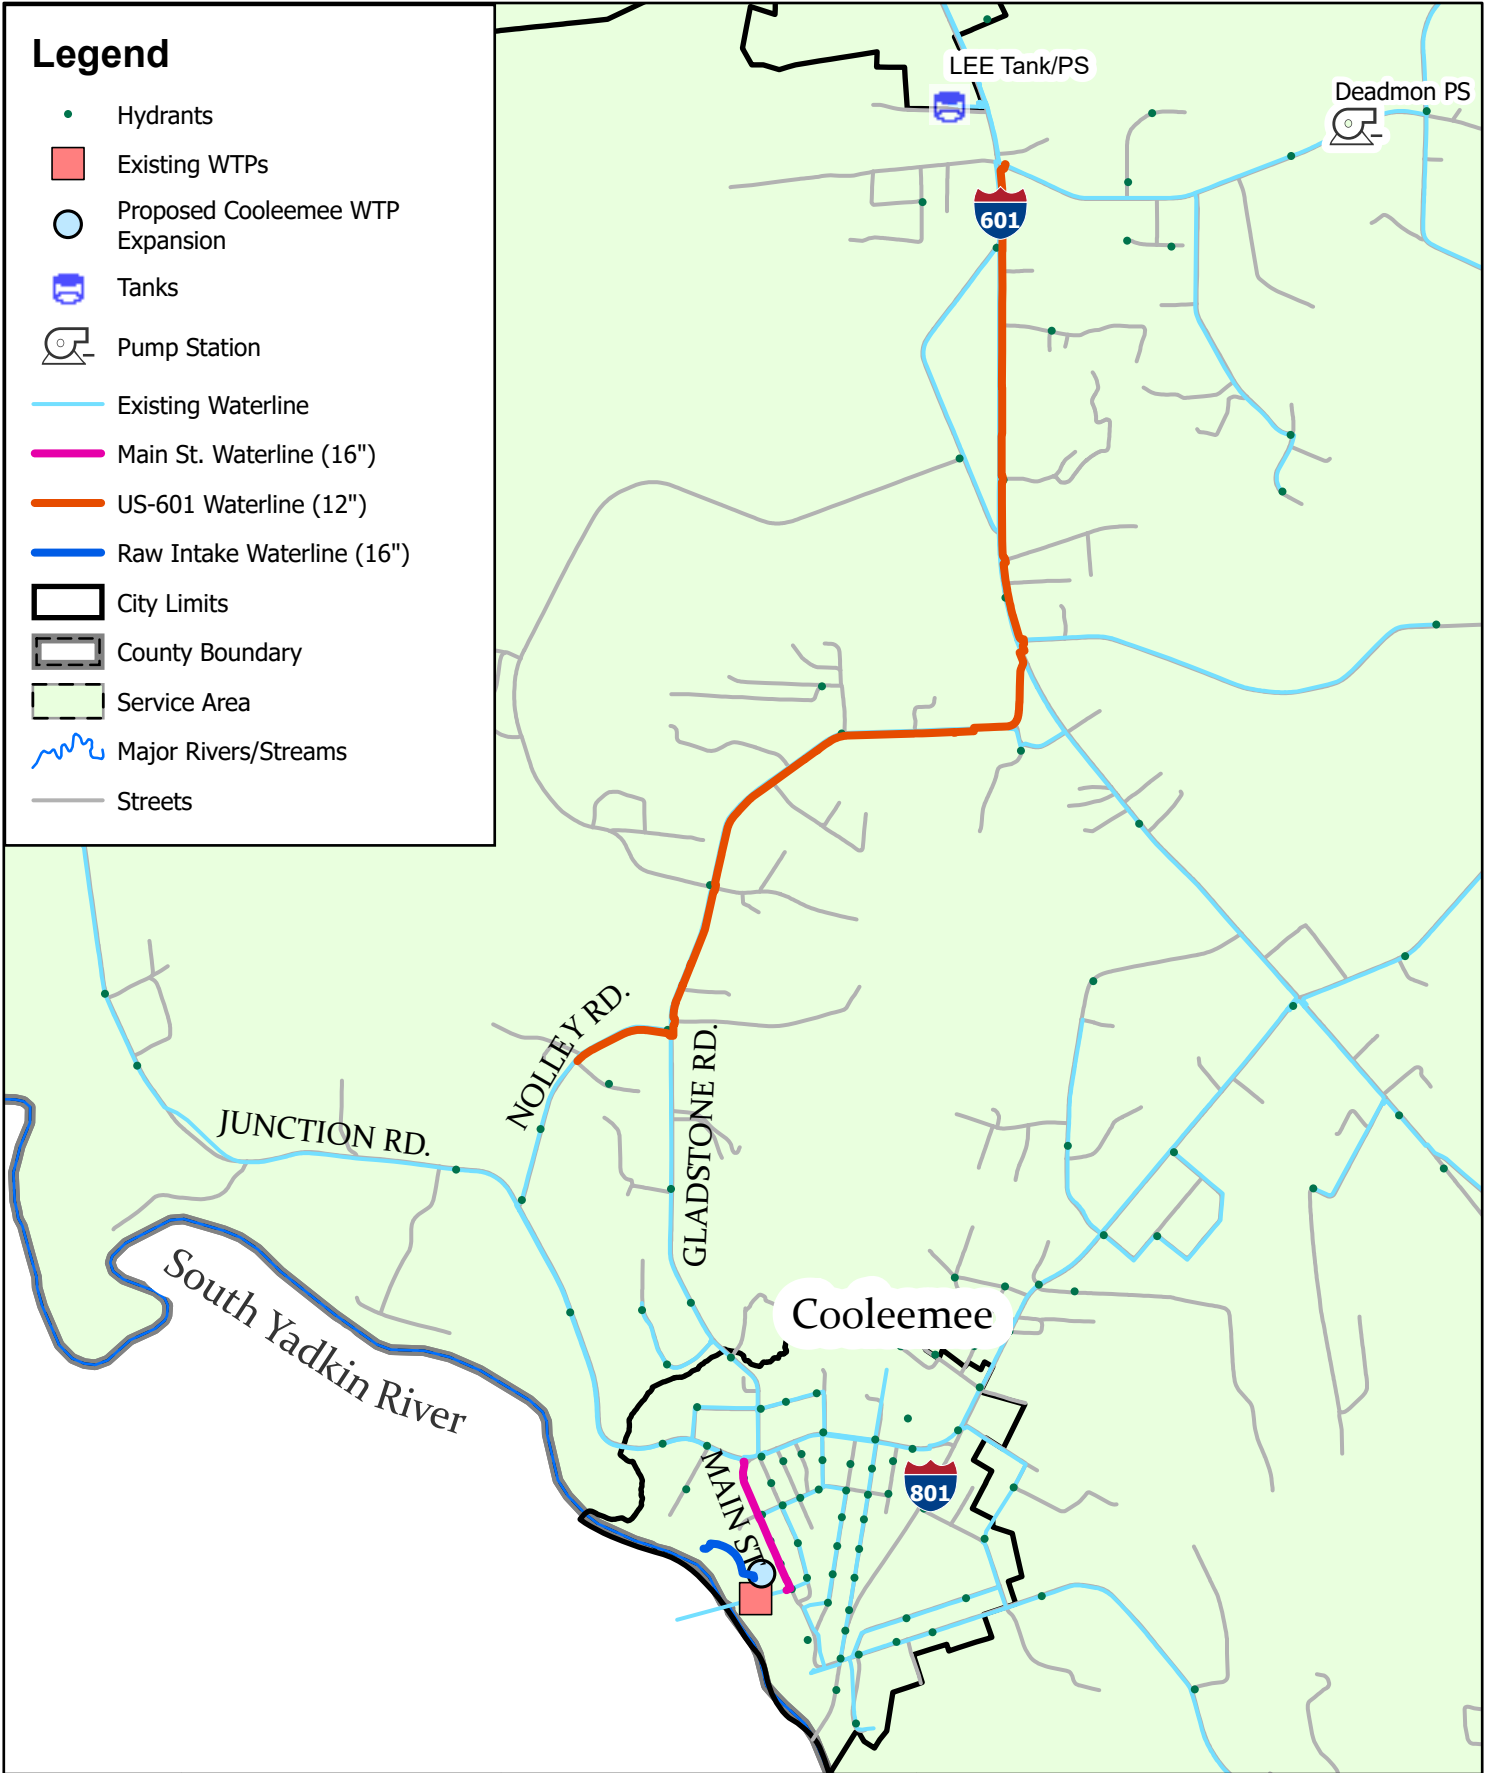 Legend
Hydrants
Existing WTPs
Proposed Cooleemee WTP
Expansion
Tanks
Pump Station
Existing Waterline
Main St. Waterline (16")
US-601 Waterline (12")
Raw Intake Waterline (16")
City Limits
County Boundary
Service Area
Major Rivers/Streams
Streets
LEE Tank/PS
Deadmon PS
601
NOLLEY RD.
GLADSTONE RD.
JUNCTION RD.
South Yadkin River
Cooleemee
MAIN ST.
801